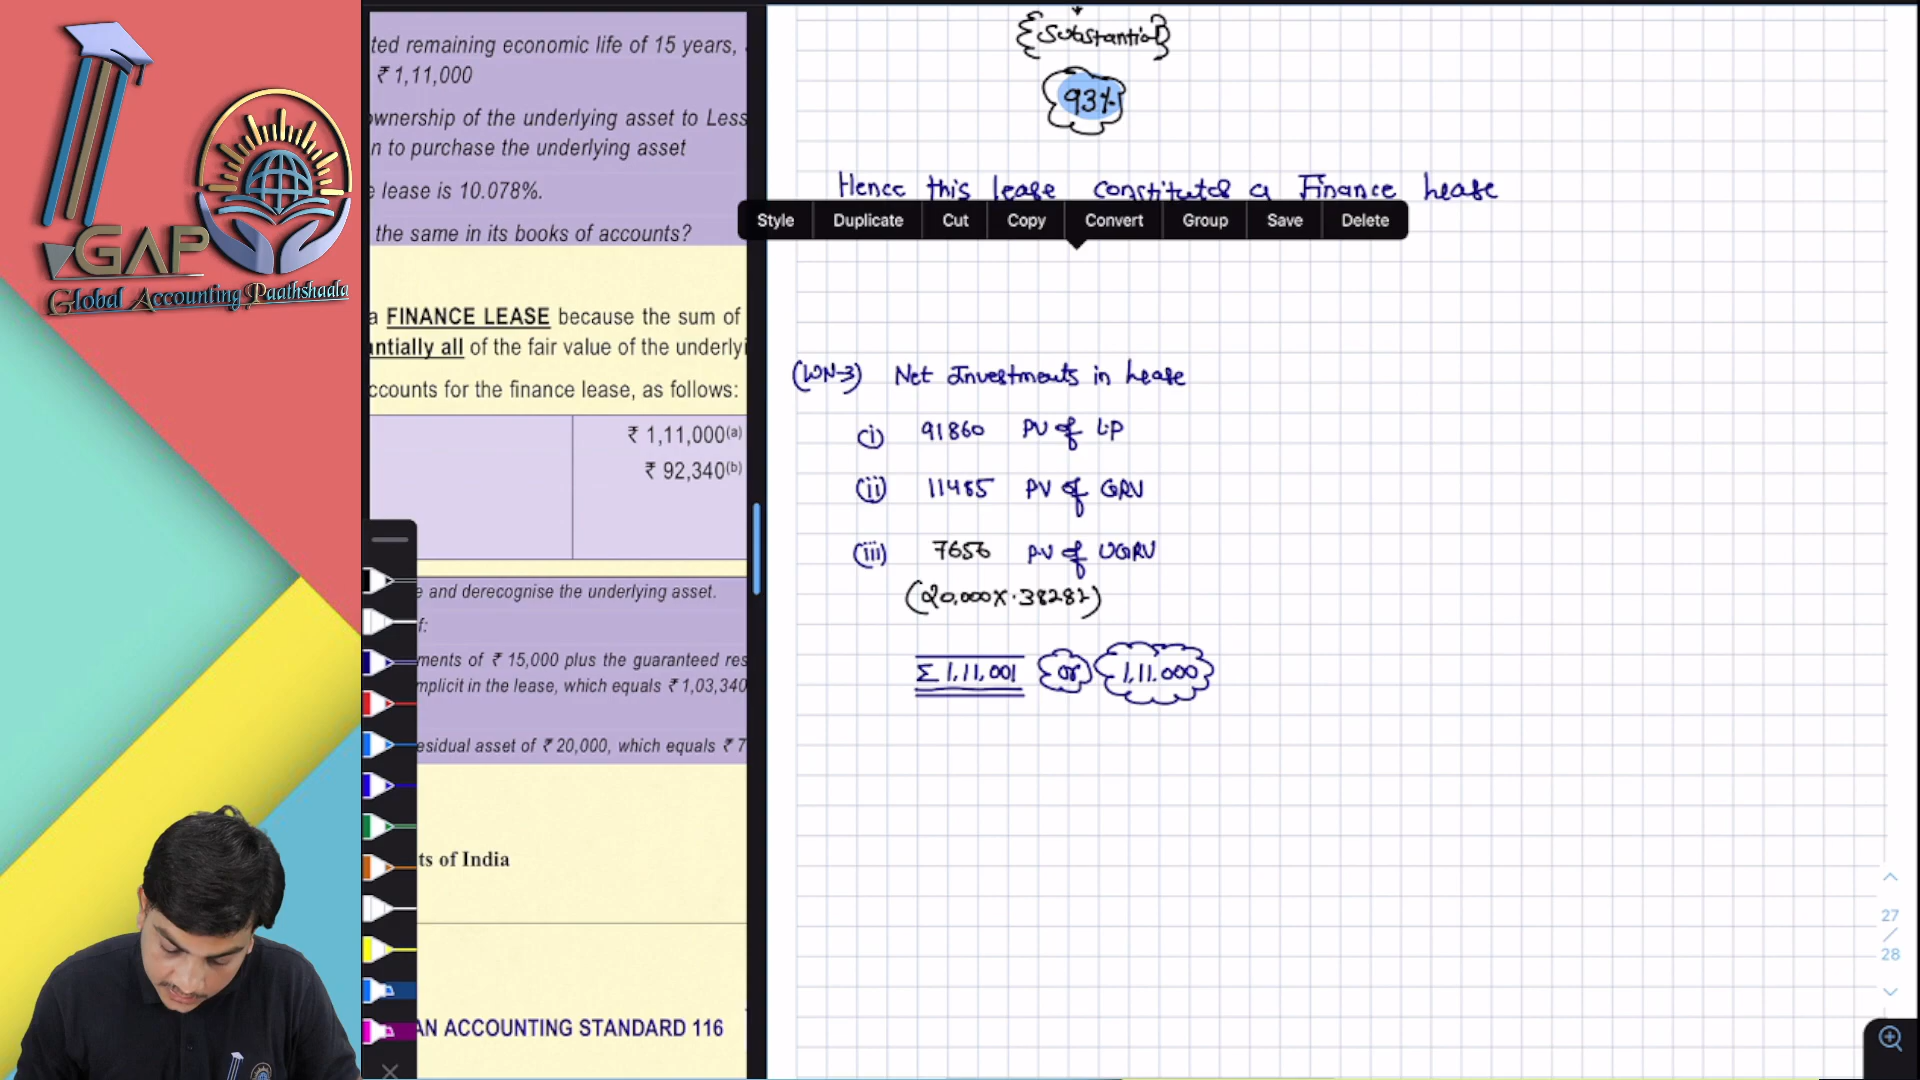 GAP
Global Accounting Paathshaala
ted remaining economic life of 15 years,
₹ 1,11,000
ownership of the underlying asset to Less
n to purchase the underlying asset
e lease is 10.078%.
the same in its books of accounts?
a FINANCE LEASE because the sum of
antially all of the fair value of the underlyi
ccounts for the finance lease, as follows:
₹ 1,11,000(a)
₹ 92,340(b)
e and derecognise the underlying asset.
f:
ments of ₹ 15,000 plus the guaranteed res
mplicit in the lease, which equals ₹ 1,03,340
esidual asset of ₹ 20,000, which equals ₹ 7
ts of India
AN ACCOUNTING STANDARD 116
{Substantial}
93%
Hence this lease constitutes a Finance Lease
Style Duplicate Cut Copy Convert Group Save Delete
(WN-3) Net Investments in Lease
(i) 91860 PV of L.P
(ii) 11485 PV of GRV
(iii) 7656 P.V of UGRV
(20,000X.38282)
Σ 1,11,001 or 1,11,000
27
/
28